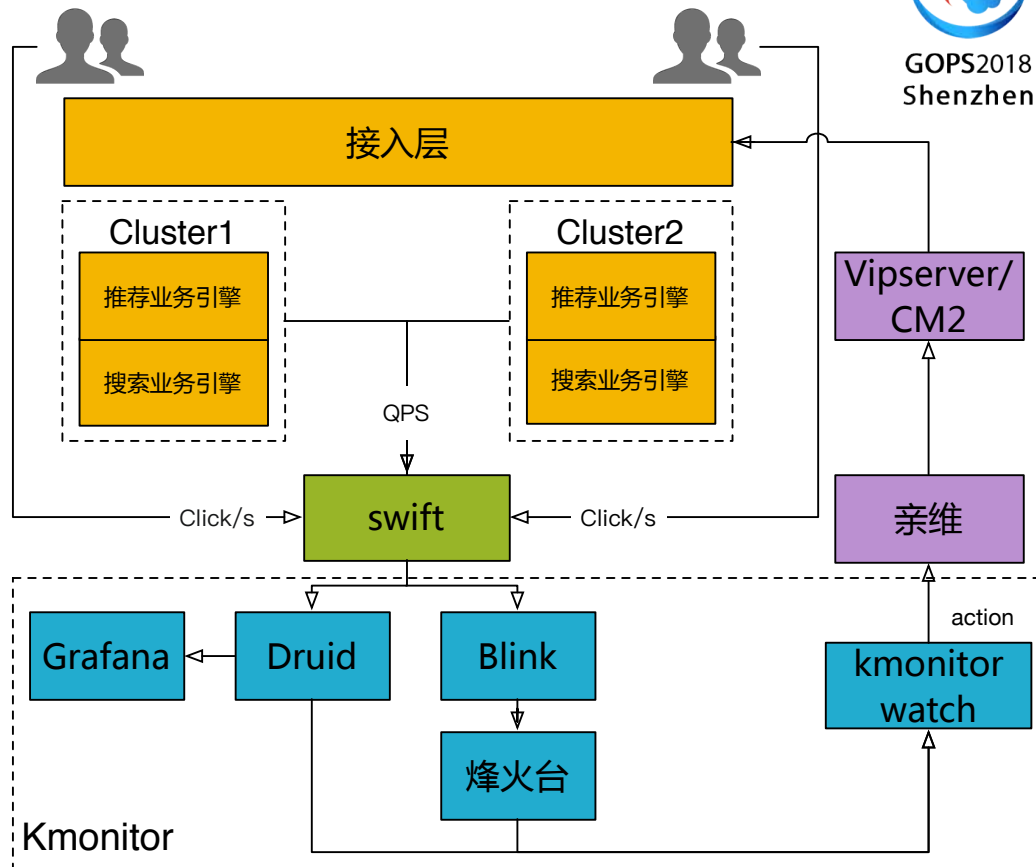 GOPS2018
Shenzhen
接入层
Cluster1
Cluster2
推荐业务引擎
推荐业务引擎
Vipserver/
CM2
搜索业务引擎
搜索业务引擎
QPS
Click/s
swift
Click/s
亲维
action
Grafana
Druid
Blink
kmonitor
watch
烽火台
Kmonitor